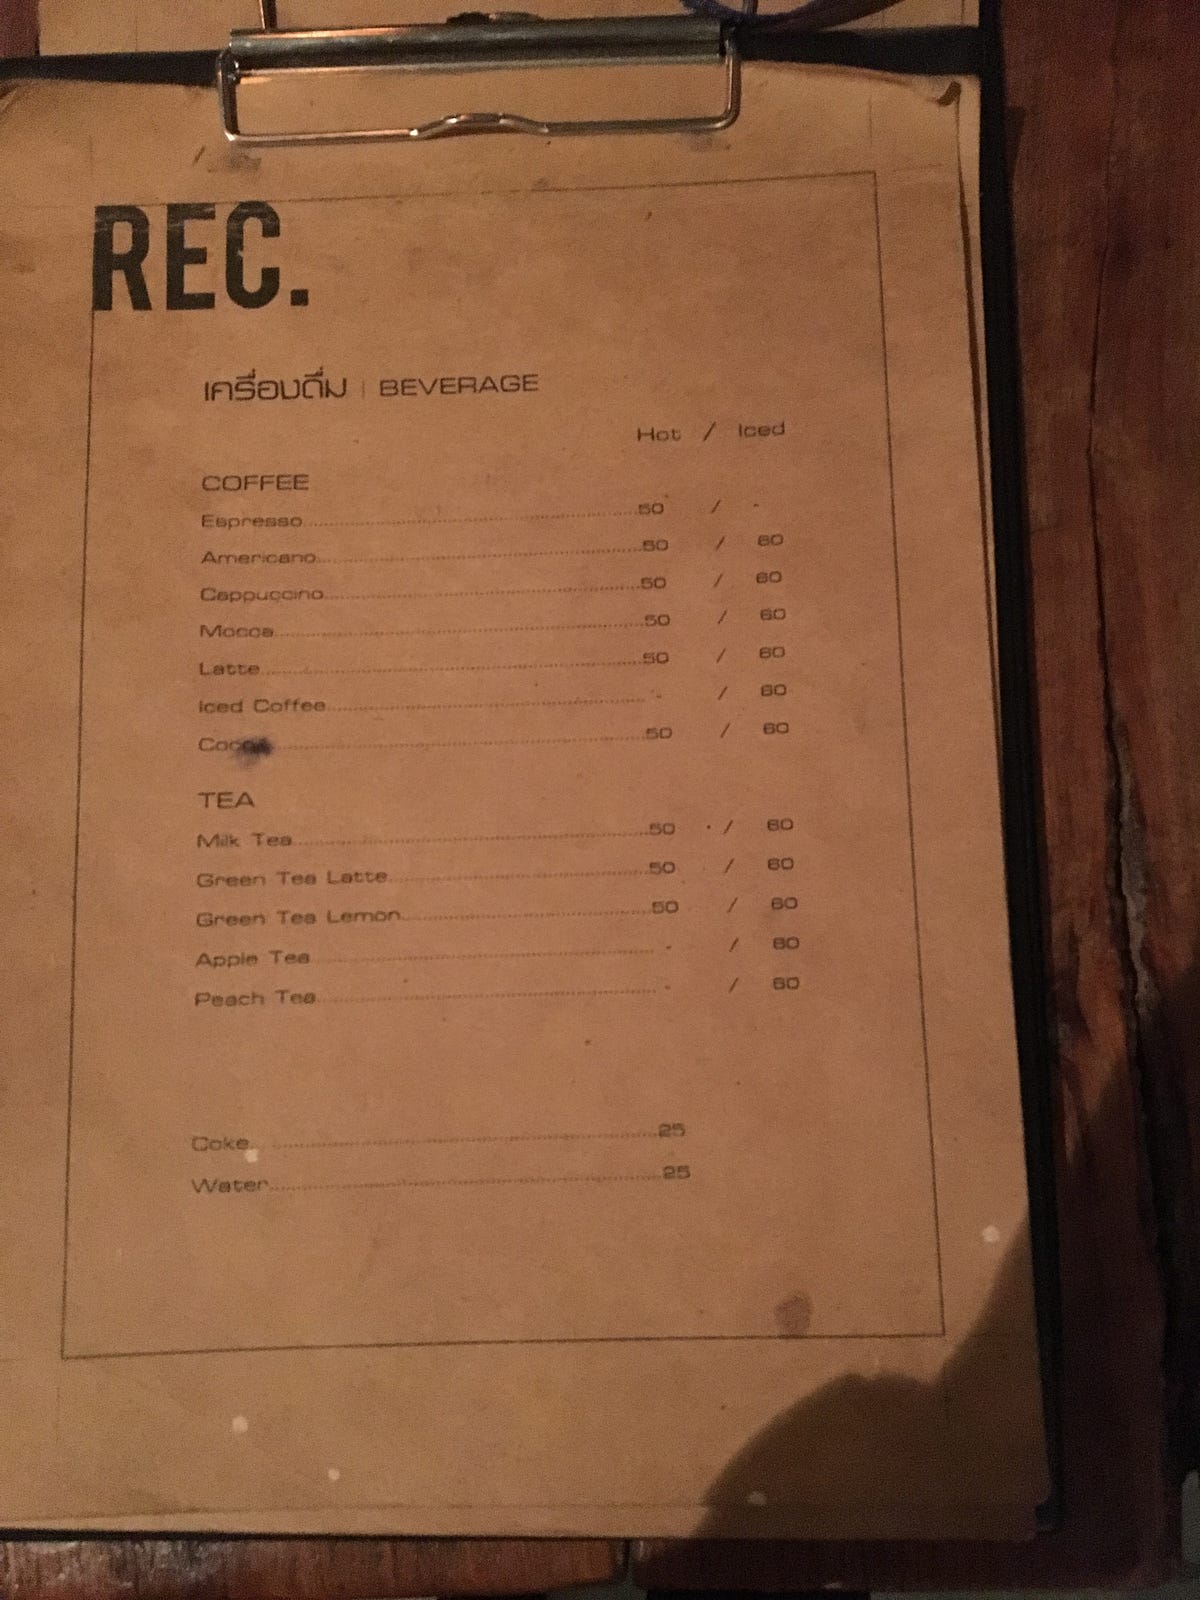 REC.
เครื่องดื่ม | BEVERAGE
Hot / Iced
COFFEE
Espresso 50 / -
Americano 50 / 60
Cappuccino 50 / 60
Mocca 50 / 60
Latte 50 / 60
Iced Coffee - / 60
Cocoa 50 / 60
TEA
Milk Tea 50 / 60
Green Tea Latte 50 / 60
Green Tea Lemon 50 / 60
Apple Tea - / 60
Peach Tea - / 60
Coke 25
Water 25